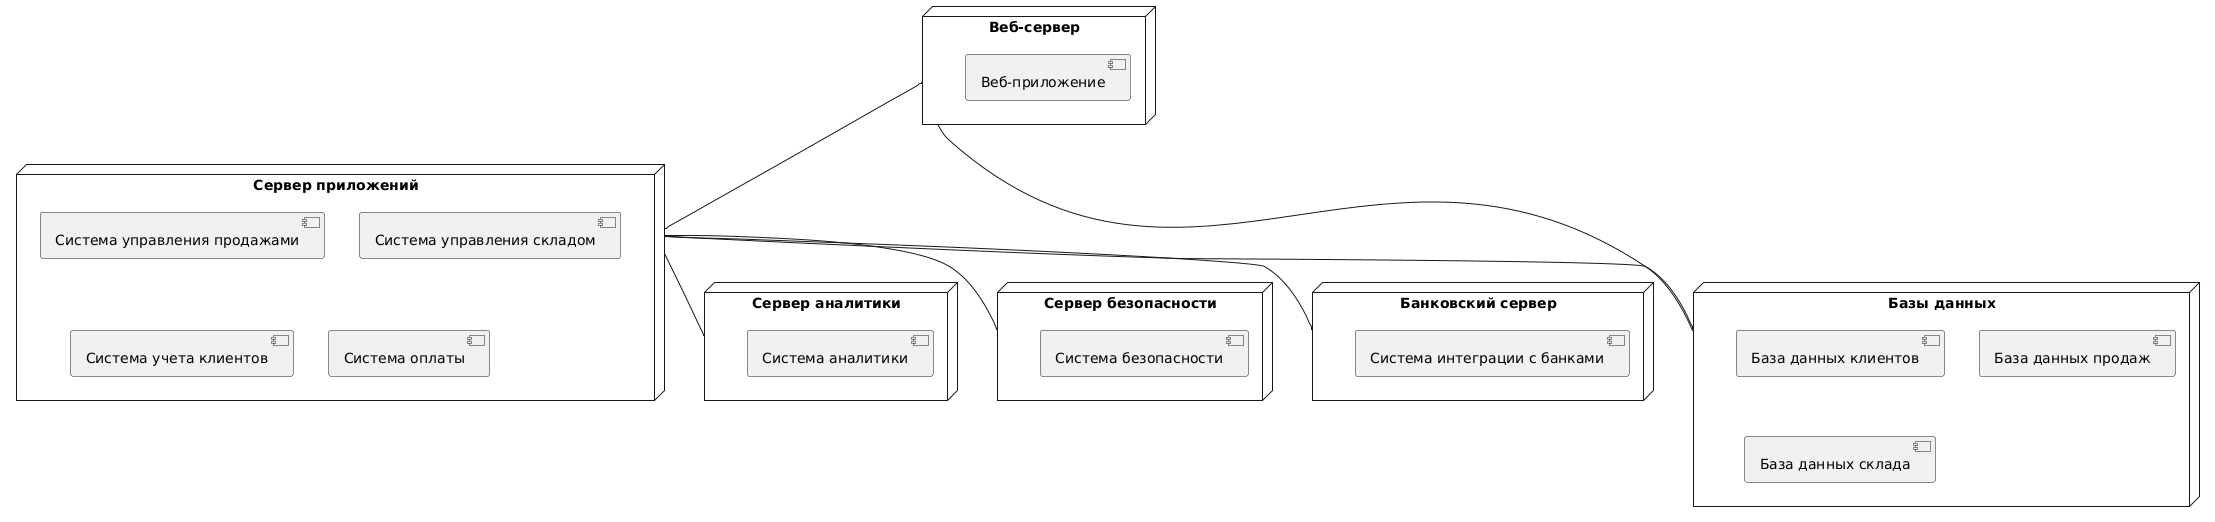 Веб-сервер
Веб-приложение
Сервер приложений
Система управления продажами
Система управления складом
Система учета клиентов
Система оплаты
Сервер аналитики
Система аналитики
Сервер безопасности
Система безопасности
Банковский сервер
Система интеграции с банками
Базы данных
База данных клиентов
База данных продаж
База данных склада